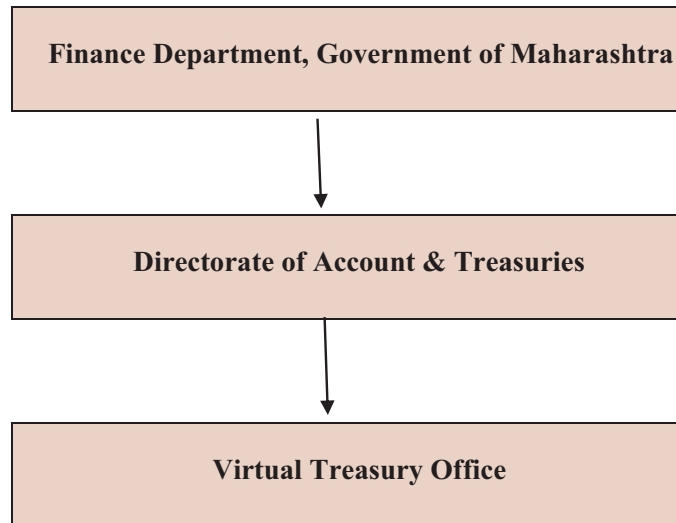 Finance Department, Government of Maharashtra
Directorate of Account & Treasuries
Virtual Treasury Office